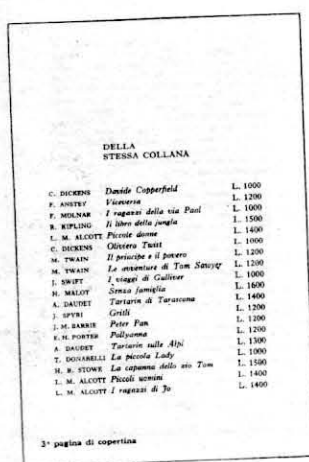 DELLA
STESSA COLLANA
C. DICKENS Davide Copperfield L. 1000
F. ANSTEY Viceversa L. 1200
F. MOLNAR I ragazzi della via Paal L. 1000
R. KIPLING Il libro della jungla L. 1500
L. M. ALCOTT Piccole donne L. 1400
C. DICKENS Oliviero Twist L. 1000
M. TWAIN Il principe e il povero L. 1200
M. TWAIN Le avventure di Tom Sawyer L. 1200
J. SWIFT I viaggi di Gulliver L. 1000
H. MALOT Senza famiglia L. 1600
A. DAUDET Tartarin di Tarascona L. 1400
J. SPYRI Gritli L. 1200
J. M. BARRIE Peter Pan L. 1200
E. H. PORTER Pollyanna L. 1200
A. DAUDET Tartarin sulle Alpi L. 1300
T. DONARELLI La piccola Lady L. 1000
H. B. STOWE La capanna dello zio Tom L. 1500
L. M. ALCOTT Piccoli uomini L. 1400
L. M. ALCOTT I ragazzi di Jo L. 1400
3ª pagina di copertina